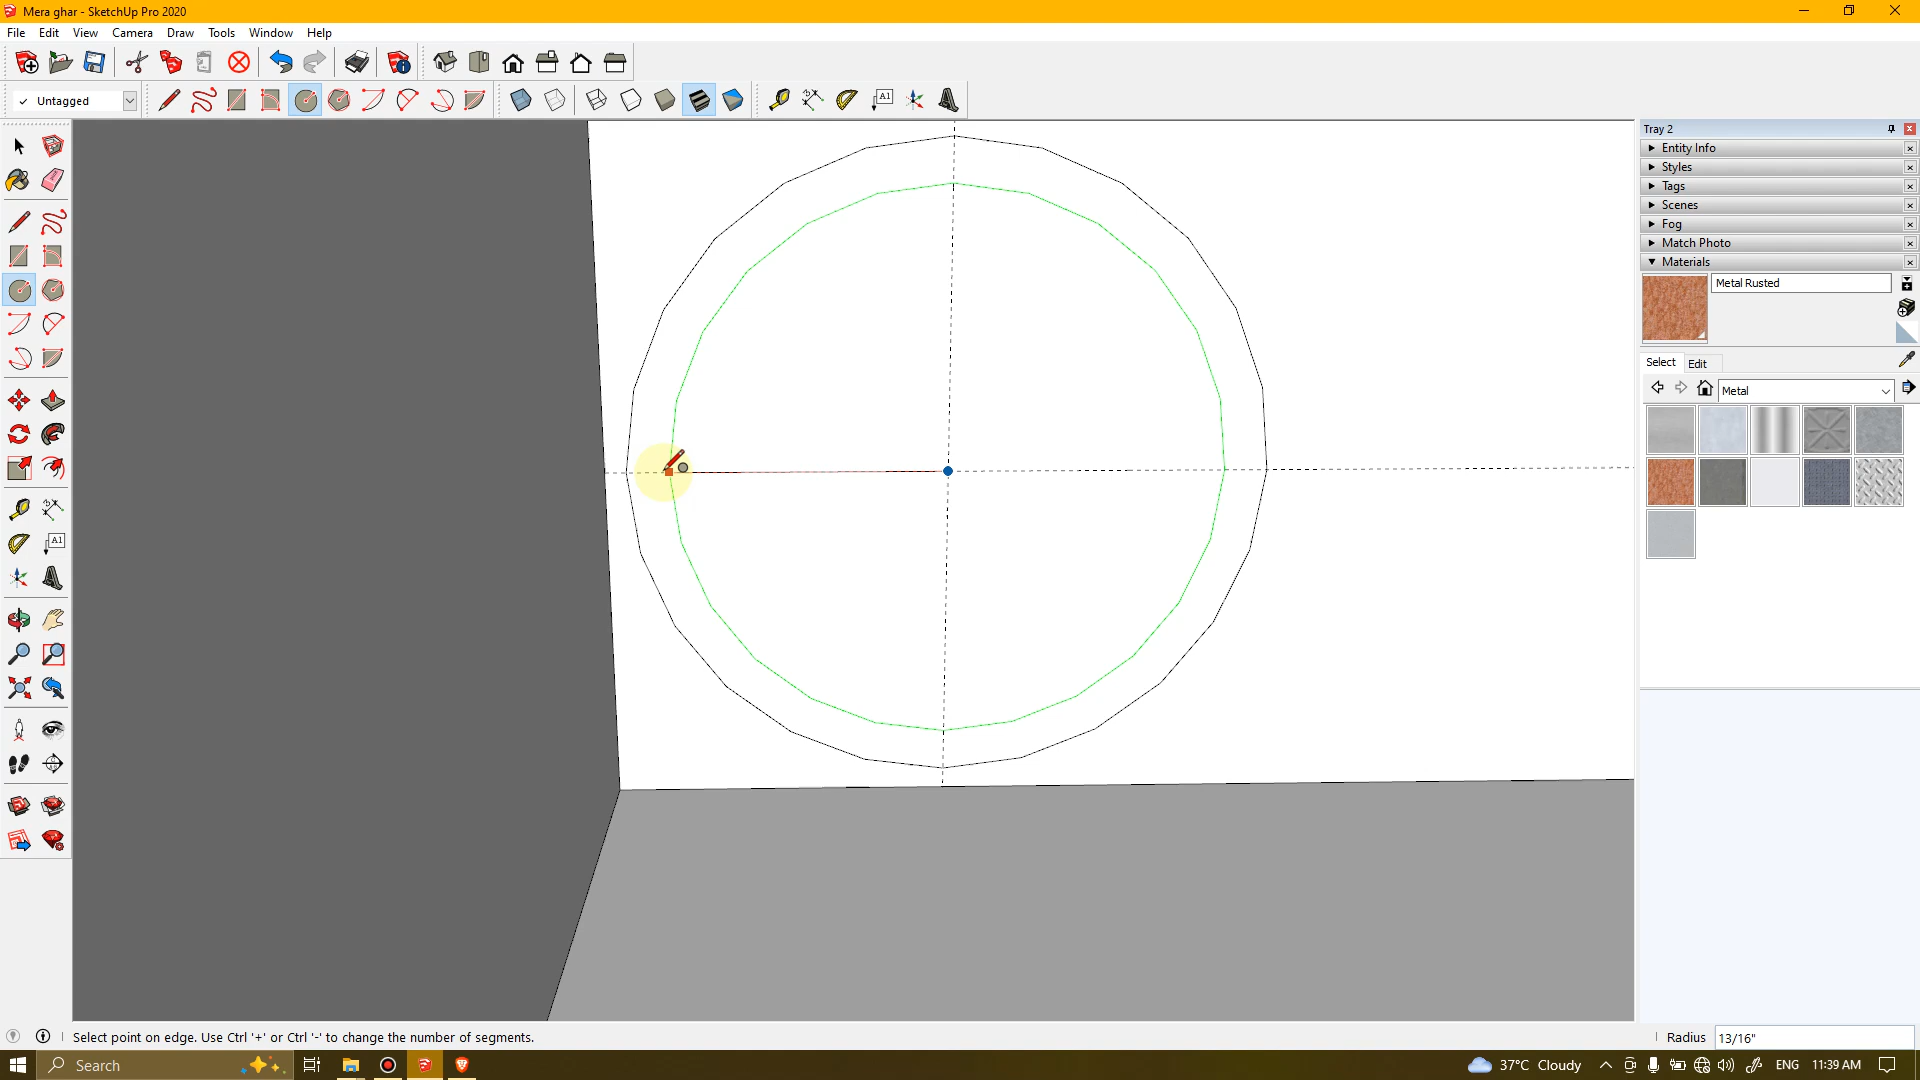 Mera ghar - SketchUp Pro 2020
File Edit View Camera Draw Tools Window Help
✓ Untagged
A1
Tray 2
Entity Info
Styles
Tags
Scenes
Fog
Match Photo
Materials
Metal Rusted
Select Edit
Metal
A1
Select point on edge. Use Ctrl '+' or Ctrl '-' to change the number of segments.
Radius 13/16"
Search
37°C Cloudy
ENG
11:39 AM